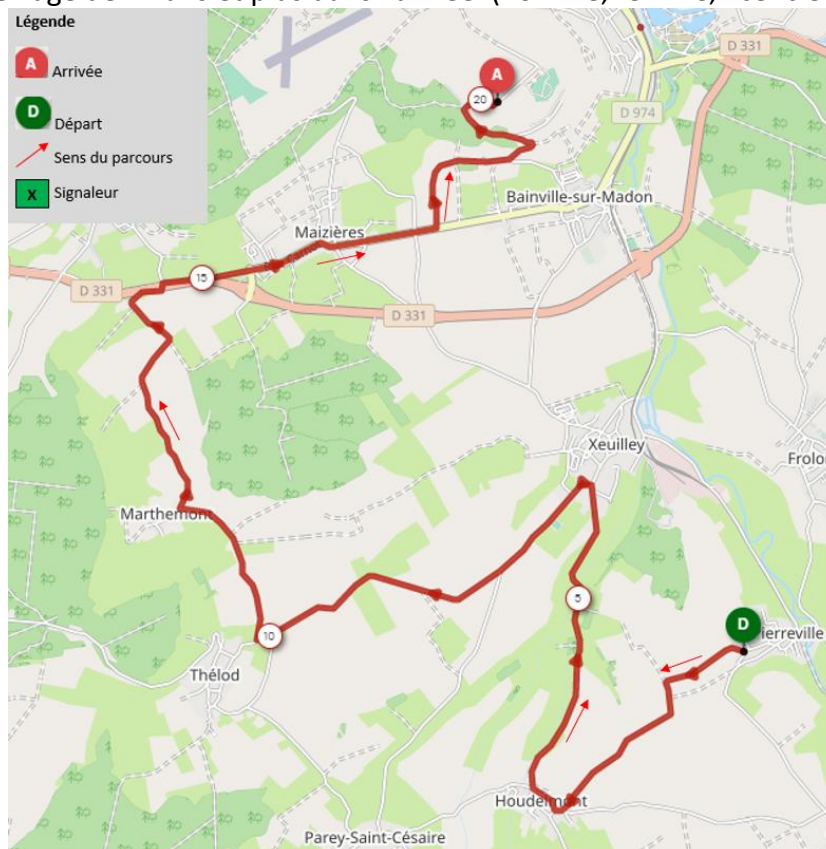 Légende
A Arrivée
D Départ
Sens du parcours
X Signaleur
A
20
D 331
D 974
Bainville-sur-Madon
Maizières
15
D 331
D 331
Xeuilley
Frolo
Marthemont
5
D
ierreville
10
Thélod
Houdelmont
Parey-Saint-Césaire